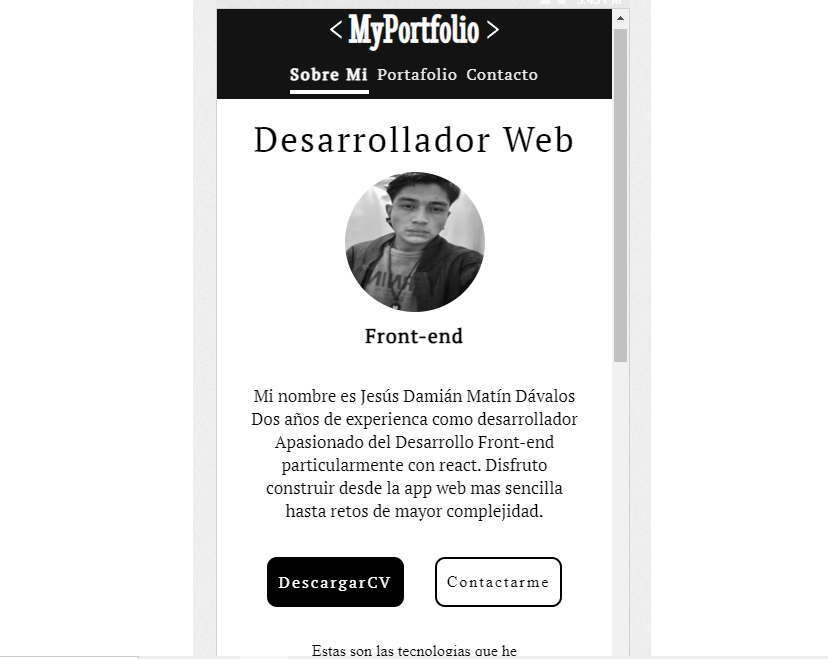 < MyPortfolio >
Sobre Mi Portafolio Contacto
Desarrollador Web
Front-end
Mi nombre es Jesús Damián Matín Dávalos
Dos años de experienca como desarrollador
Apasionado del Desarrollo Front-end
particularmente con react. Disfruto
construir desde la app web mas sencilla
hasta retos de mayor complejidad.
DescargarCV Contactarme
Estas son las tecnologias que he